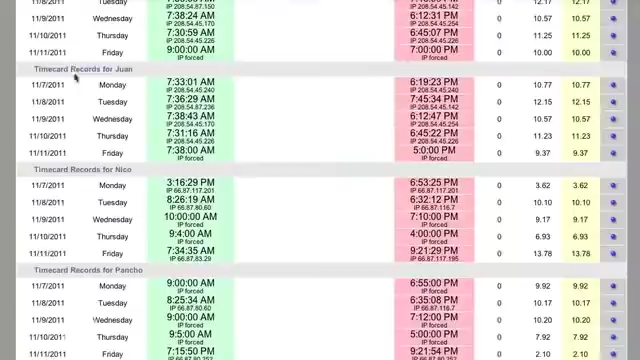 11/8/2011 Tuesday IP 208.54.87.150 IP 208.54.45.142 0 12.17 12.17
11/9/2011 Wednesday 7:38:24 AM 6:12:31 PM 0 10.57 10.57
IP 208.54.45.170 IP 208.54.45.254
11/10/2011 Thursday 7:30:59 AM 6:45:07 PM 0 11.25 11.25
IP 208.54.45.226 IP 208.54.45.226
11/11/2011 Friday 9:00:00 AM 7:00:00 PM 0 10.00 10.00
IP forced IP forced
Timecard Records for Juan
11/7/2011 Monday 7:33:01 AM 6:19:23 PM 0 10.77 10.77
IP 208.54.45.240 IP 208.54.45.140
11/8/2011 Tuesday 7:36:29 AM 7:45:34 PM 0 12.15 12.15
IP 208.54.87.236 IP 208.54.45.142
11/9/2011 Wednesday 7:38:43 AM 6:12:47 PM 0 10.57 10.57
IP 208.54.45.170 IP 208.54.45.254
11/10/2011 Thursday 7:31:16 AM 6:45:22 PM 0 11.23 11.23
IP 208.54.45.226 IP 208.54.45.226
11/11/2011 Friday 7:38:00 AM 5:0:00 PM 0 9.37 9.37
IP forced IP forced
Timecard Records for Nico
11/7/2011 Monday 3:16:29 PM 6:53:25 PM 0 3.62 3.62
IP 66.87.117.201 IP 66.87.117.201
11/8/2011 Tuesday 8:26:19 AM 6:32:12 PM 0 10.10 10.10
IP 66.87.80.60 IP 66.87.116.7
11/9/2011 Wednesday 10:00:00 AM 7:10:00 PM 0 9.17 9.17
IP forced IP forced
11/10/2011 Thursday 9:4:00 AM 4:00:00 PM 0 6.93 6.93
IP forced IP forced
11/11/2011 Friday 7:34:35 AM 9:21:29 PM 0 13.78 13.78
IP 66.87.83.29 IP 66.87.117.195
Timecard Records for Pancho
11/7/2011 Monday 9:00:00 AM 6:55:00 PM 0 9.92 9.92
IP forced IP forced
11/8/2011 Tuesday 8:25:34 AM 6:35:08 PM 0 10.17 10.17
IP 66.87.80.60 IP 66.87.116.7
11/9/2011 Wednesday 9:00:00 AM 7:12:00 PM 0 10.20 10.20
IP forced IP forced
11/10/2011 Thursday 9:5:00 AM 5:00:00 PM 0 7.92 7.92
IP forced IP forced
11/11/2011 Friday 7:15:50 PM 9:21:54 PM 0 2.10 2.10